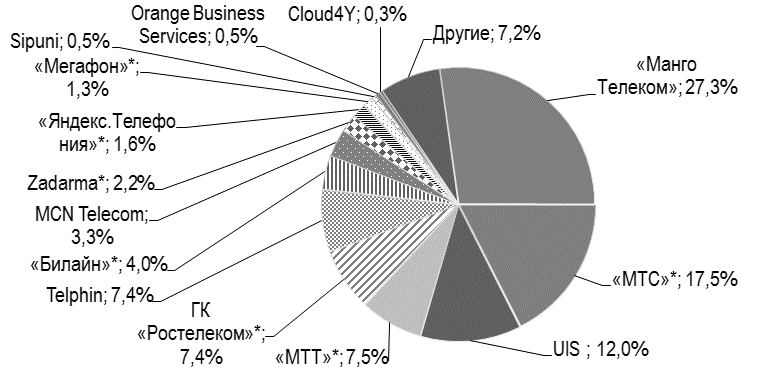 Orange Business
Services; 0,5%
Cloud4Y; 0,3%
Другие; 7,2%
«Манго
Телеком»; 27,3%
«МТС»*; 17,5%
UIS ; 12,0%
«МТТ»*; 7,5%
ГК
«Ростелеком»*;
7,4%
Telphin; 7,4%
«Билайн»*; 4,0%
MCN Telecom;
3,3%
Zadarma*; 2,2%
«Яндекс.Телефо
ния»*; 1,6%
«Мегафон»*;
1,3%
Sipuni; 0,5%